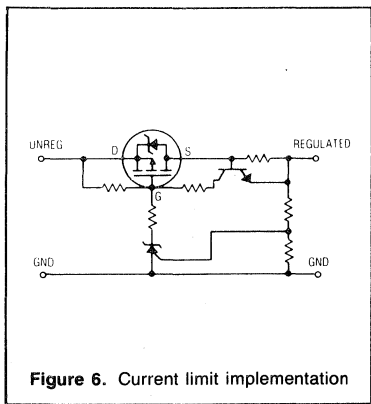 UNREG
D
S
REGULATED
G
GND
GND
Figure 6. Current limit implementation